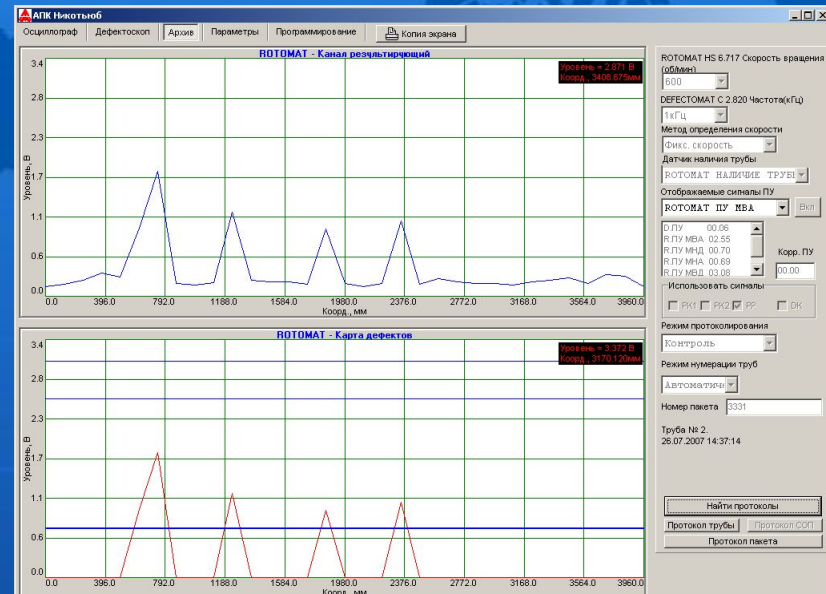 АПК Никотьюб
Осциллограф Дефектоскоп Архив Параметры Программирование Копия экрана
ROTOMAT - Канал результирующий
Уровень = 2.871 В
Коорд., 3406.675мм
Уровень, В
3.4
2.8
2.3
1.7
1.1
0.6
0.0
0.0 396.0 792.0 1188.0 1584.0 1980.0 2376.0 2772.0 3168.0 3564.0 3960.0
Коорд., мм
ROTOMAT - Карта дефектов
Уровень = 3.372 В
Коорд., 3170.120мм
Уровень, В
3.4
2.8
2.3
1.7
1.1
0.6
0.0
0.0 396.0 792.0 1188.0 1584.0 1980.0 2376.0 2772.0 3168.0 3564.0 3960.0
Коорд., мм
ROTOMAT HS 6.717 Скорость вращения
(об/мин)
600
DEFECTOMAT C 2.820 Частота(кГц)
1кГц
Метод определения скорости
Фикс. скорость
Датчик наличия трубы
ROTOMAT НАЛИЧИЕ ТРУБЫ
Отображаемые сигналы ПУ
ROTOMAT ПУ МВА Вкл
D.ПУ 00.06
R.ПУ МВА 02.55
R.ПУ МНД 00.70
R.ПУ МНА 00.69
R.ПУ МВД 03.08
Корр. ПУ
00.00
Использовать сигналы
РК1 РК2 РР DK
Режим протоколирования
Контроль
Режим нумерации труб
Автоматич
Номер пакета 3331
Труба № 2.
26.07.2007 14:37:14
Найти протоколы
Протокол трубы Протокол СОП
Протокол пакета